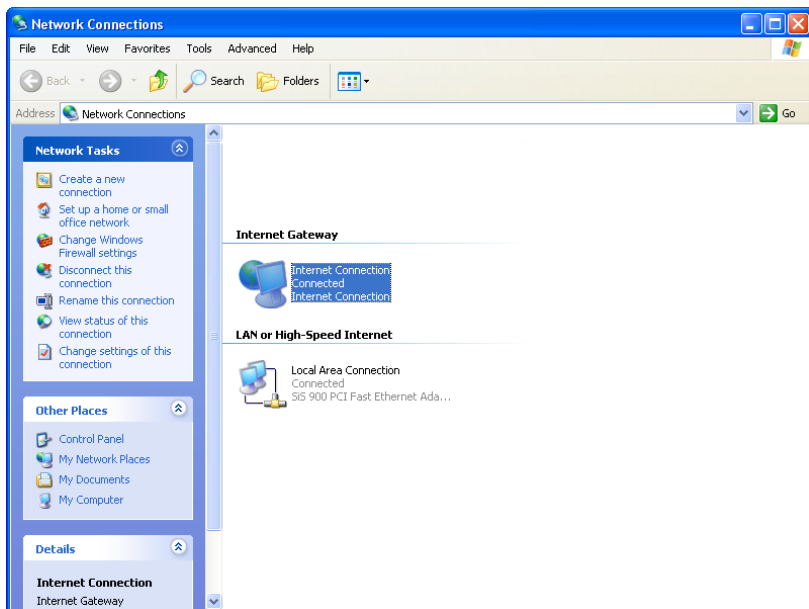 Network Connections
File Edit View Favorites Tools Advanced Help
Back Search Folders
Address Network Connections Go
Network Tasks
Create a new
connection
Set up a home or small
office network
Change Windows
Firewall settings
Disconnect this
connection
Rename this connection
View status of this
connection
Change settings of this
connection
Other Places
Control Panel
My Network Places
My Documents
My Computer
Details
Internet Connection
Internet Gateway
Internet Gateway
Internet Connection
Connected
Internet Connection
LAN or High-Speed Internet
Local Area Connection
Connected
SiS 900 PCI Fast Ethernet Ada...